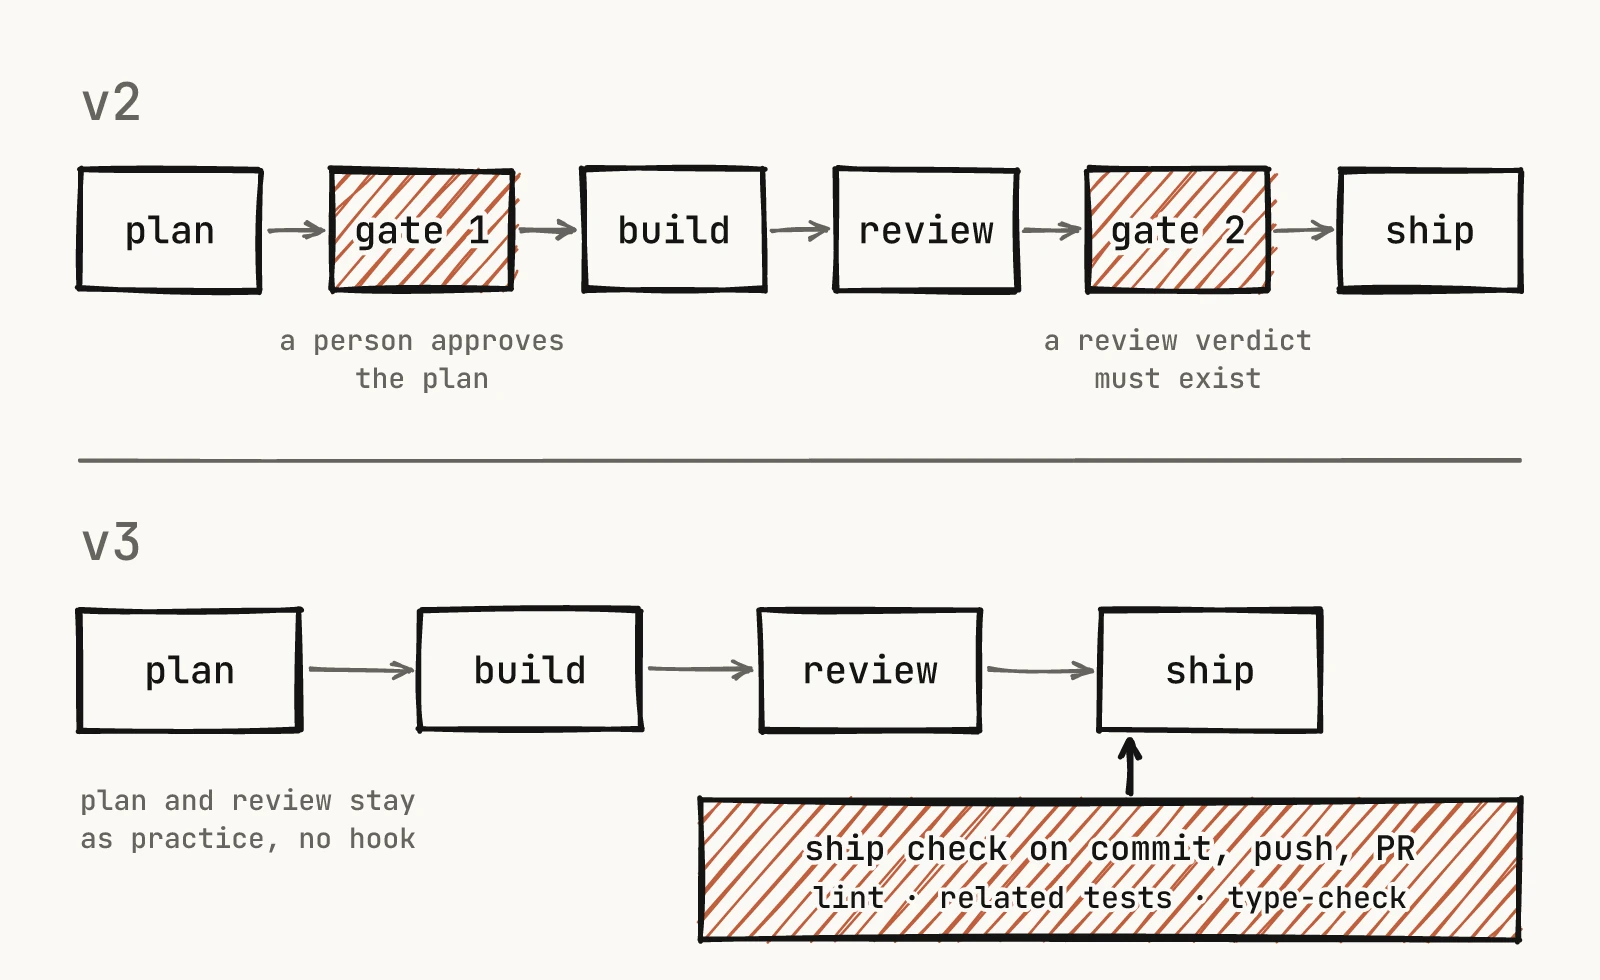 v2
plan
gate 1
build
review
gate 2
ship
a person approves
the plan
a review verdict
must exist
v3
plan
build
review
ship
plan and review stay
as practice, no hook
ship check on commit, push, PR
lint · related tests · type-check